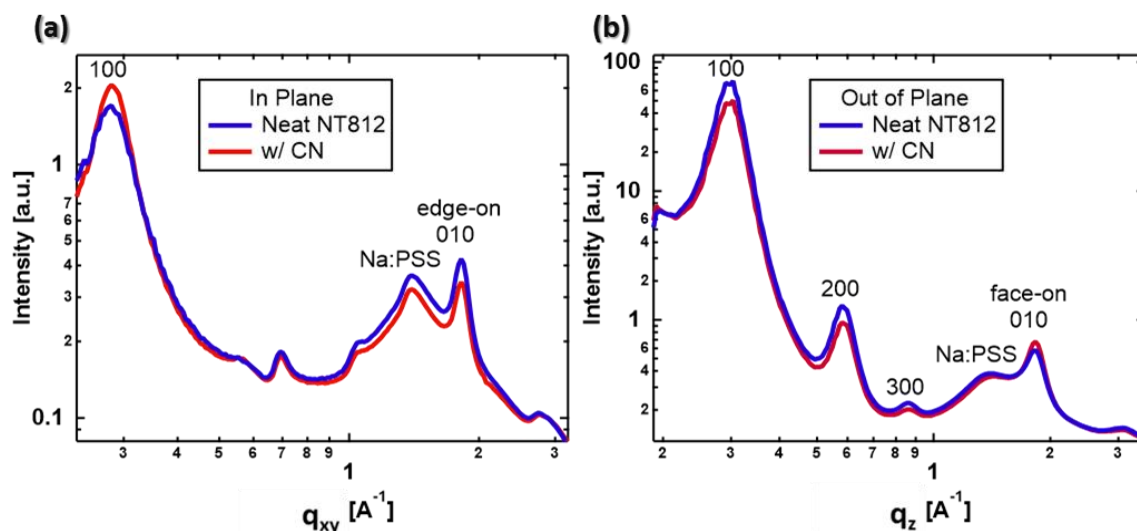 (a)
100
In Plane
Neat NT812
w/ CN
edge-on
010
Na:PSS
Intensity [a.u.]
2
1
7
6
5
4
3
2
0.1
3 4 5 6 7 8 9 2 3
1
q_xy [A⁻¹]
(b)
100
Out of Plane
Neat NT812
w/ CN
200
300
face-on
010
Na:PSS
Intensity [a.u.]
100
6
4
2
10
6
4
2
1
6
4
2
2 3 4 5 6 7 8 9 2 3
1
q_z [A⁻¹]